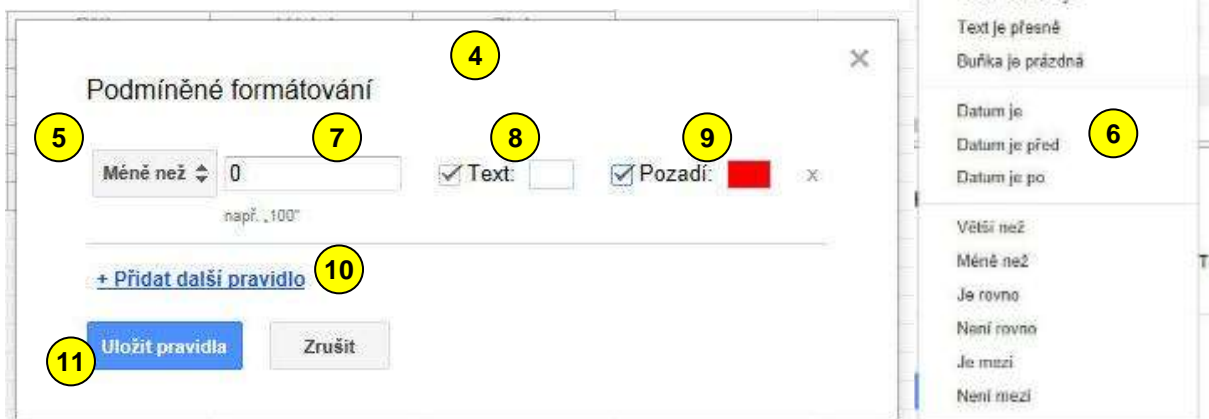 4
Podmíněné formátování
5
7
8
9
Méně než
0
Text:
Pozadí:
x
např. „100"
+ Přidat další pravidlo
10
Uložit pravidla
Zrušit
11
Text je přesně
Buňka je prázdná
Datum je
6
Datum je před
Datum je po
Větší než
Méně než
Je rovno
Není rovno
Je mezi
Není mezi
T